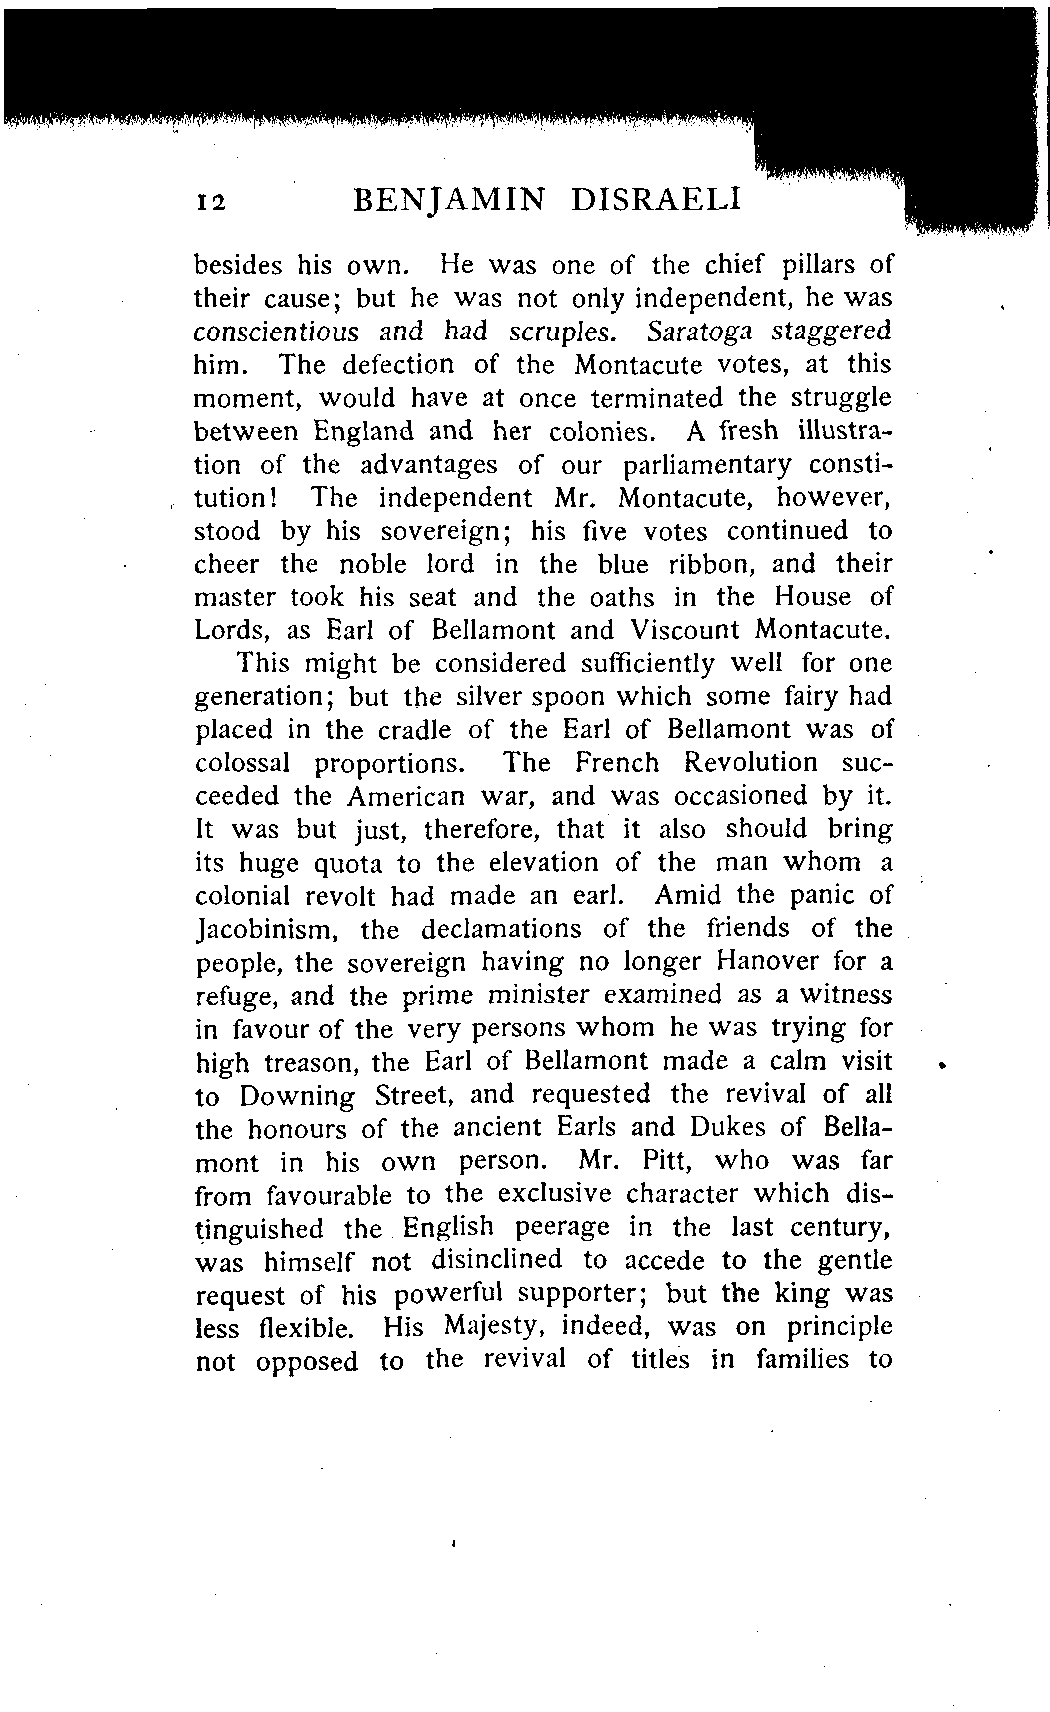 12 BENJAMIN DISRAELI
besides his own. He was one of the chief pillars of
their cause; but he was not only independent, he was
conscientious and had scruples. Saratoga staggered
him. The defection of the Montacute votes, at this
moment, would have at once terminated the struggle
between England and her colonies. A fresh illustra-
tion of the advantages of our parliamentary consti-
tution! The independent Mr. Montacute, however,
stood by his sovereign; his five votes continued to
cheer the noble lord in the blue ribbon, and their
master took his seat and the oaths in the House of
Lords, as Earl of Bellamont and Viscount Montacute.
This might be considered sufficiently well for one
generation; but the silver spoon which some fairy had
placed in the cradle of the Earl of Bellamont was of
colossal proportions. The French Revolution suc-
ceeded the American war, and was occasioned by it.
It was but just, therefore, that it also should bring
its huge quota to the elevation of the man whom a
colonial revolt had made an earl. Amid the panic of
Jacobinism, the declamations of the friends of the
people, the sovereign having no longer Hanover for a
refuge, and the prime minister examined as a witness
in favour of the very persons whom he was trying for
high treason, the Earl of Bellamont made a calm visit
to Downing Street, and requested the revival of all
the honours of the ancient Earls and Dukes of Bella-
mont in his own person. Mr. Pitt, who was far
from favourable to the exclusive character which dis-
tinguished the English peerage in the last century,
was himself not disinclined to accede to the gentle
request of his powerful supporter; but the king was
less flexible. His Majesty, indeed, was on principle
not opposed to the revival of titles in families to